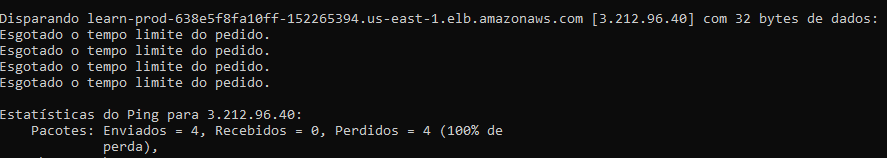 Disparando learn-prod-638e5f8fa10ff-152265394.us-east-1.elb.amazonaws.com [3.212.96.40] com 32 bytes de dados:
Esgotado o tempo limite do pedido.
Esgotado o tempo limite do pedido.
Esgotado o tempo limite do pedido.
Esgotado o tempo limite do pedido.
Estatísticas do Ping para 3.212.96.40:
Pacotes: Enviados = 4, Recebidos = 0, Perdidos = 4 (100% de
perda),